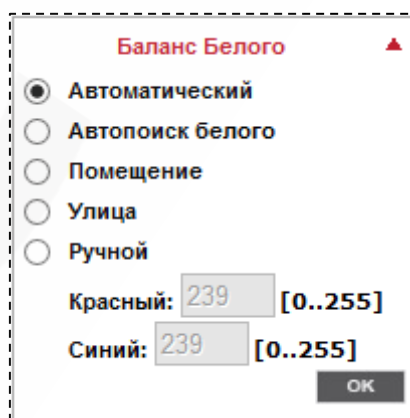 Баланс Белого
Автоматический
Автопоиск белого
Помещение
Улица
Ручной
Красный: 239 [0..255]
Синий: 239 [0..255]
OK